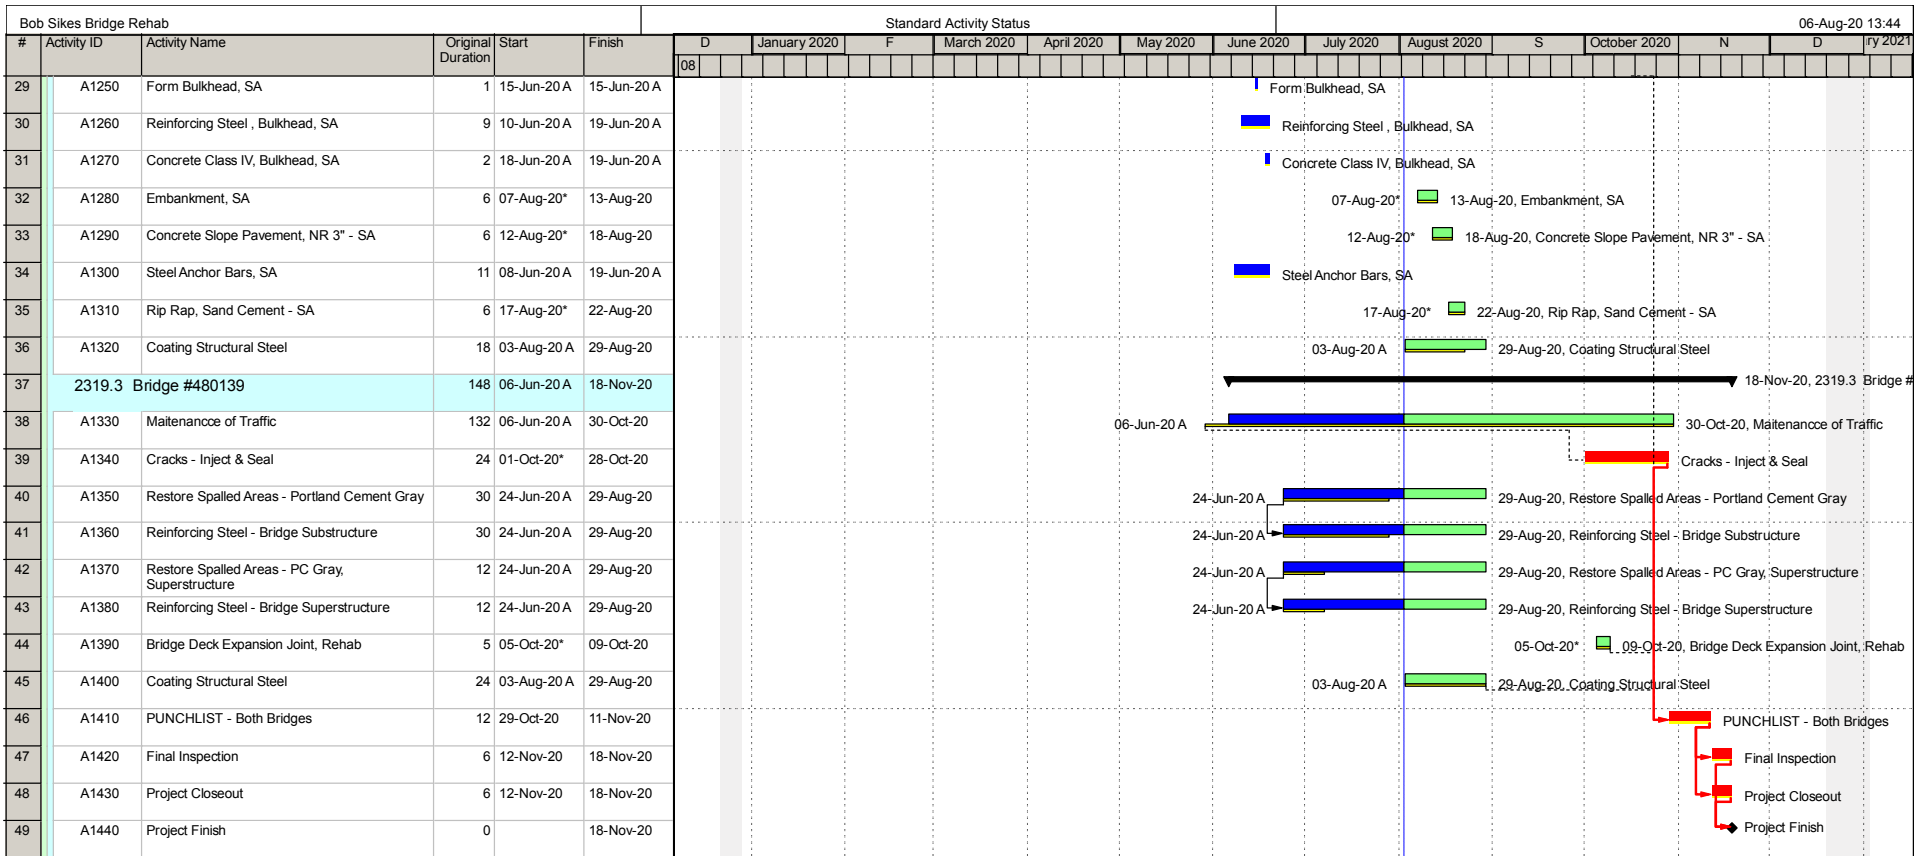 Bob Sikes Bridge Rehab Standard Activity Status 06-Aug-20 13:44
# Activity ID Activity Name Original Duration Start Finish D January 2020 F March 2020 April 2020 May 2020 June 2020 July 2020 August 2020 S October 2020 N D ry 2021
08
29 A1250 Form Bulkhead, SA 1 15-Jun-20 A 15-Jun-20 A Form Bulkhead, SA
30 A1260 Reinforcing Steel , Bulkhead, SA 9 10-Jun-20 A 19-Jun-20 A Reinforcing Steel , Bulkhead, SA
31 A1270 Concrete Class IV, Bulkhead, SA 2 18-Jun-20 A 19-Jun-20 A Concrete Class IV, Bulkhead, SA
32 A1280 Embankment, SA 6 07-Aug-20* 13-Aug-20 07-Aug-20* 13-Aug-20, Embankment, SA
33 A1290 Concrete Slope Pavement, NR 3" - SA 6 12-Aug-20* 18-Aug-20 12-Aug-20* 18-Aug-20, Concrete Slope Pavement, NR 3" - SA
34 A1300 Steel Anchor Bars, SA 11 08-Jun-20 A 19-Jun-20 A Steel Anchor Bars, SA
35 A1310 Rip Rap, Sand Cement - SA 6 17-Aug-20* 22-Aug-20 17-Aug-20* 22-Aug-20, Rip Rap, Sand Cement - SA
36 A1320 Coating Structural Steel 18 03-Aug-20 A 29-Aug-20 03-Aug-20 A 29-Aug-20, Coating Structural Steel
37 2319.3 Bridge #480139 148 06-Jun-20 A 18-Nov-20 18-Nov-20, 2319.3 Bridge #
38 A1330 Maitenancce of Traffic 132 06-Jun-20 A 30-Oct-20 06-Jun-20 A 30-Oct-20, Maitenancce of Traffic
39 A1340 Cracks - Inject & Seal 24 01-Oct-20* 28-Oct-20 Cracks - Inject & Seal
40 A1350 Restore Spalled Areas - Portland Cement Gray 30 24-Jun-20 A 29-Aug-20 24-Jun-20 A 29-Aug-20, Restore Spalled Areas - Portland Cement Gray
41 A1360 Reinforcing Steel - Bridge Substructure 30 24-Jun-20 A 29-Aug-20 24-Jun-20 A 29-Aug-20, Reinforcing Steel - Bridge Substructure
42 A1370 Restore Spalled Areas - PC Gray, Superstructure 12 24-Jun-20 A 29-Aug-20 24-Jun-20 A 29-Aug-20, Restore Spalled Areas - PC Gray, Superstructure
43 A1380 Reinforcing Steel - Bridge Superstructure 12 24-Jun-20 A 29-Aug-20 24-Jun-20 A 29-Aug-20, Reinforcing Steel - Bridge Superstructure
44 A1390 Bridge Deck Expansion Joint, Rehab 5 05-Oct-20* 09-Oct-20 05-Oct-20* 09-Oct-20, Bridge Deck Expansion Joint, Rehab
45 A1400 Coating Structural Steel 24 03-Aug-20 A 29-Aug-20 03-Aug-20 A 29-Aug-20, Coating Structural Steel
46 A1410 PUNCHLIST - Both Bridges 12 29-Oct-20 11-Nov-20 PUNCHLIST - Both Bridges
47 A1420 Final Inspection 6 12-Nov-20 18-Nov-20 Final Inspection
48 A1430 Project Closeout 6 12-Nov-20 18-Nov-20 Project Closeout
49 A1440 Project Finish 0 18-Nov-20 Project Finish